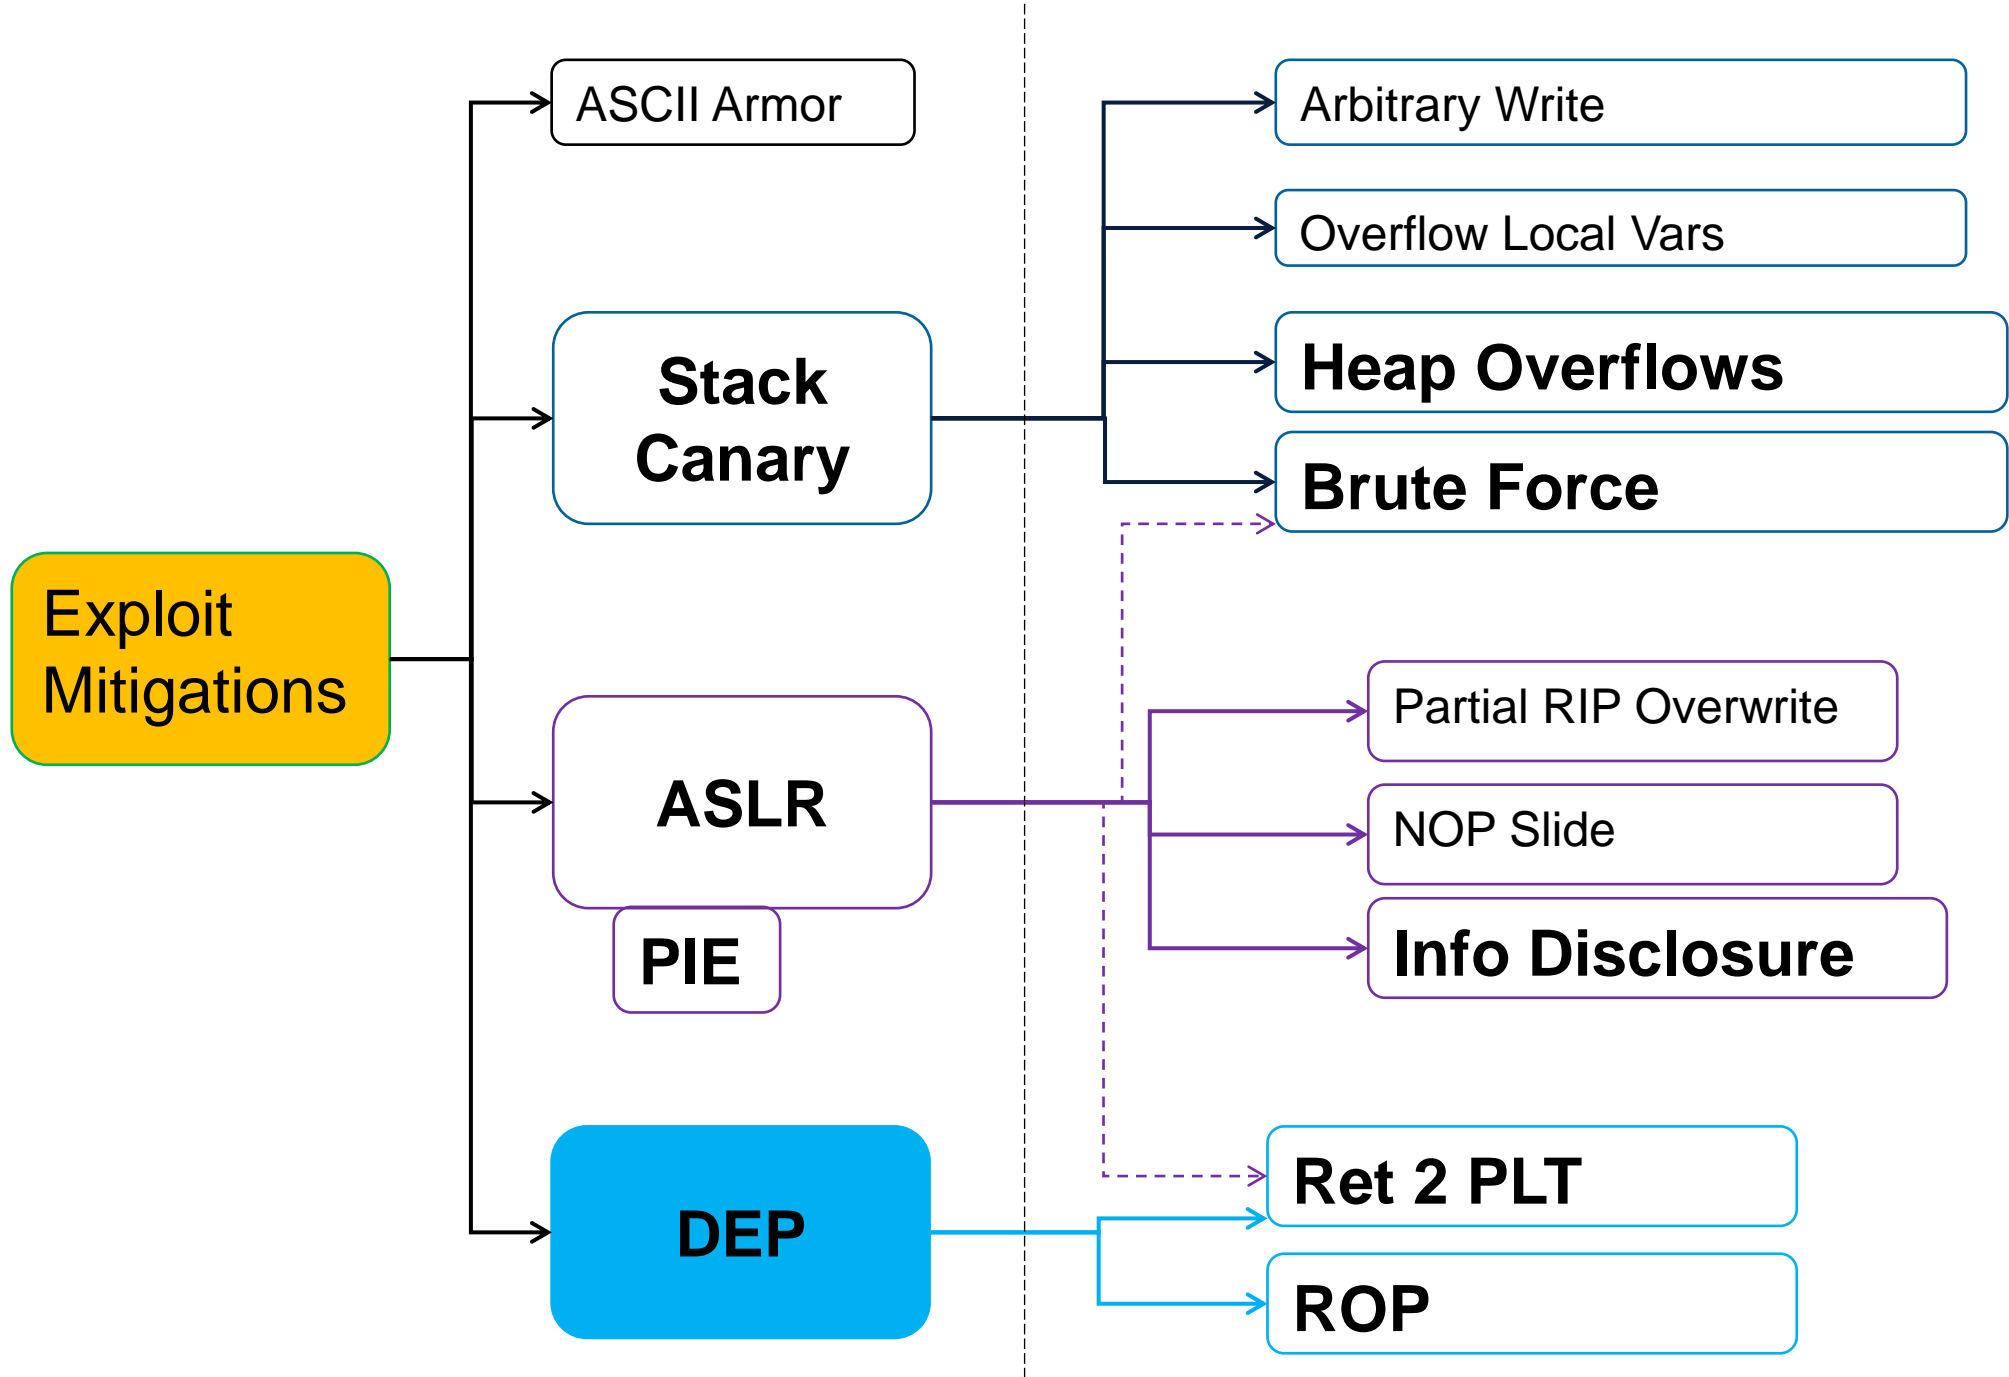 Exploit
Mitigations
ASCII Armor
Stack
Canary
ASLR
PIE
DEP
Arbitrary Write
Overflow Local Vars
Heap Overflows
Brute Force
Partial RIP Overwrite
NOP Slide
Info Disclosure
Ret 2 PLT
ROP